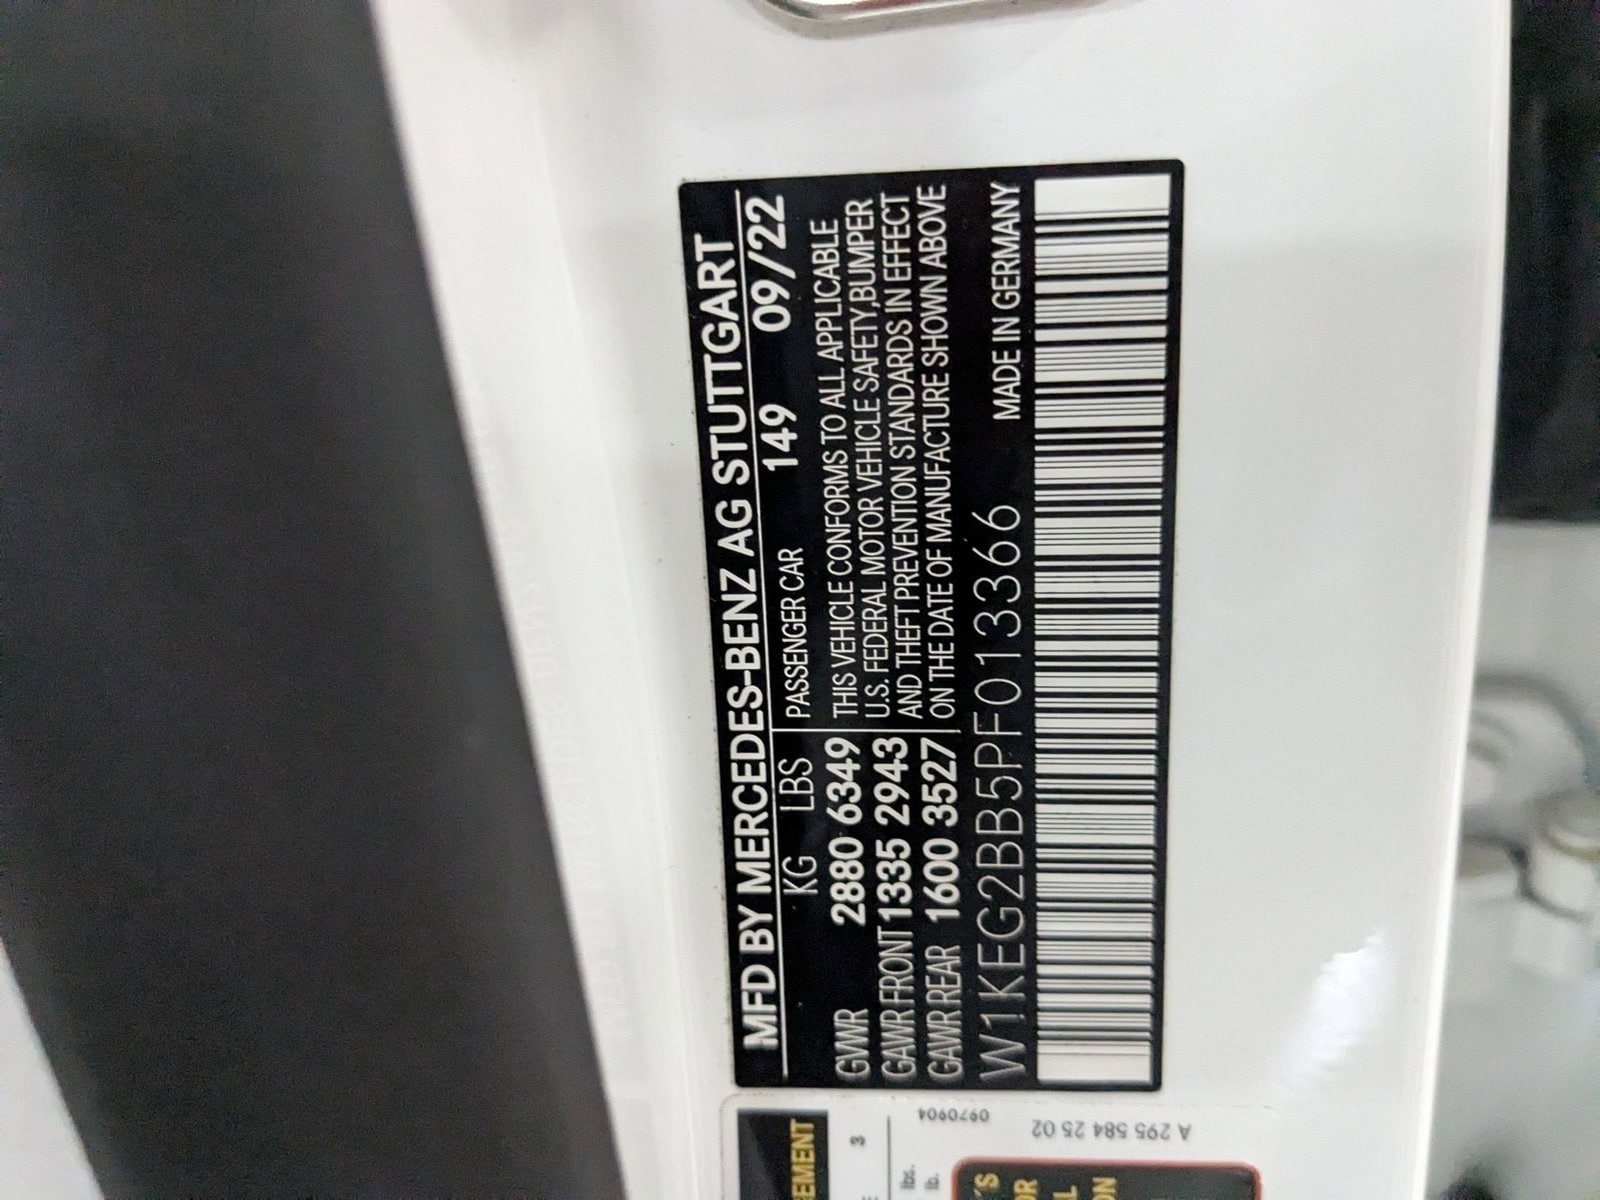 MFD BY MERCEDES-BENZ AG STUTTGART
KG LBS PASSENGER CAR 149 09/22
GVWR 2880 6349 THIS VEHICLE CONFORMS TO ALL APPLICABLE
GAWR FRONT 1335 2943 U.S. FEDERAL MOTOR VEHICLE SAFETY, BUMPER
AND THEFT PREVENTION STANDARDS IN EFFECT
GAWR REAR 1600 3527 ON THE DATE OF MANUFACTURE SHOWN ABOVE
MADE IN GERMANY
W1KEG2BB5PF013366
3
lbs.
lb.
0970904
A 295 584 25 02